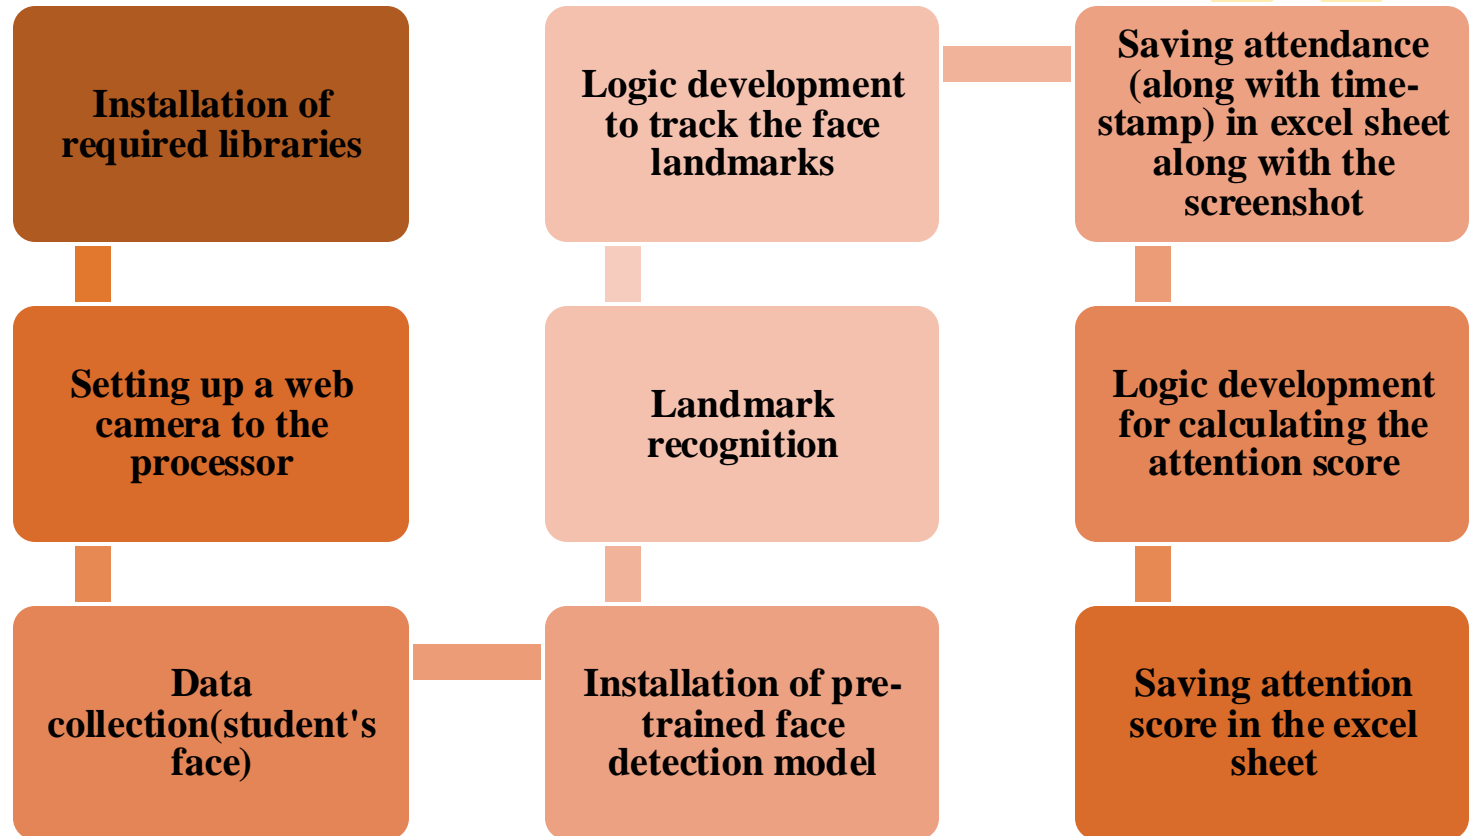 Installation of
required libraries
Setting up a web
camera to the
processor
Data
collection(student's
face)
Installation of pre-
trained face
detection model
Landmark
recognition
Logic development
to track the face
landmarks
Saving attendance
(along with time-
stamp) in excel sheet
along with the
screenshot
Logic development
for calculating the
attention score
Saving attention
score in the excel
sheet